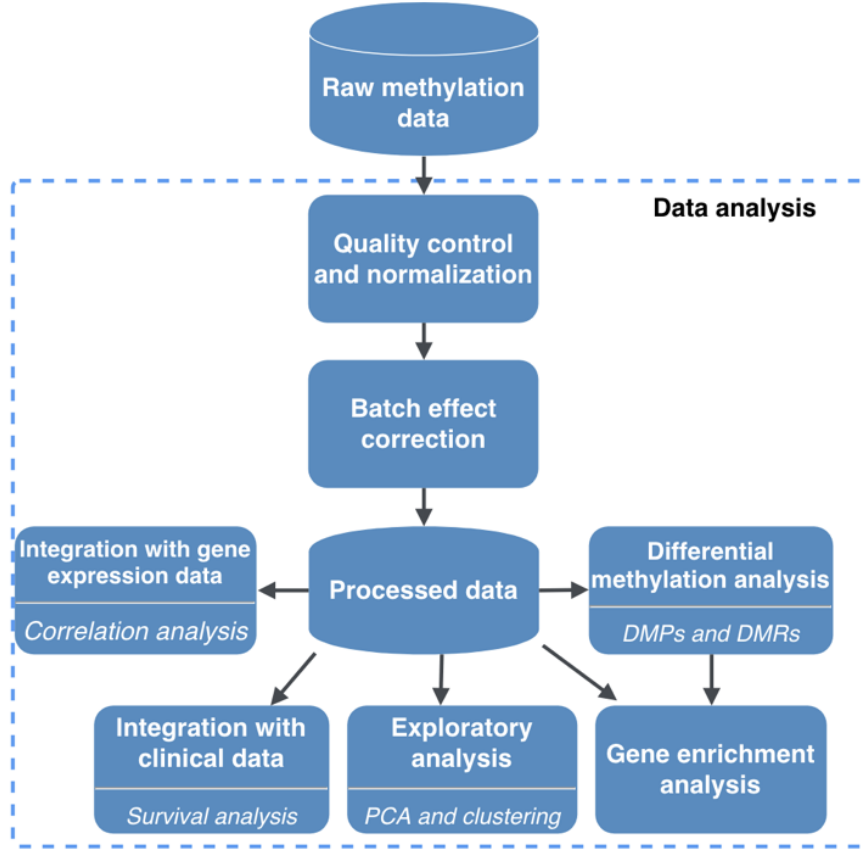 Raw methylation
data
Data analysis
Quality control
and normalization
Batch effect
correction
Integration with gene
expression data
Correlation analysis
Processed data
Differential
methylation analysis
DMPs and DMRs
Integration with
clinical data
Survival analysis
Exploratory
analysis
PCA and clustering
Gene enrichment
analysis